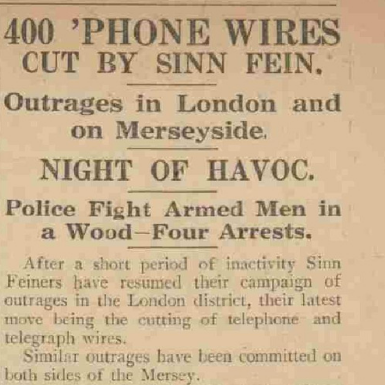 400 'PHONE WIRES
CUT BY SINN FEIN.
Outrages in London and
on Merseyside.
NIGHT OF HAVOC.
Police Fight Armed Men in
a Wood—Four Arrests.
After a short period of inactivity Sinn
Feiners have resumed their campaign of
outrages in the London district, their latest
move being the cutting of telephone and
telegraph wires.
Similar outrages have been committed on
both sides of the Mersey.